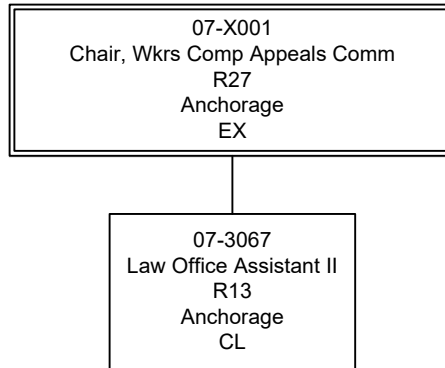 07-X001
Chair, Wkrs Comp Appeals Comm
R27
Anchorage
EX
07-3067
Law Office Assistant II
R13
Anchorage
CL